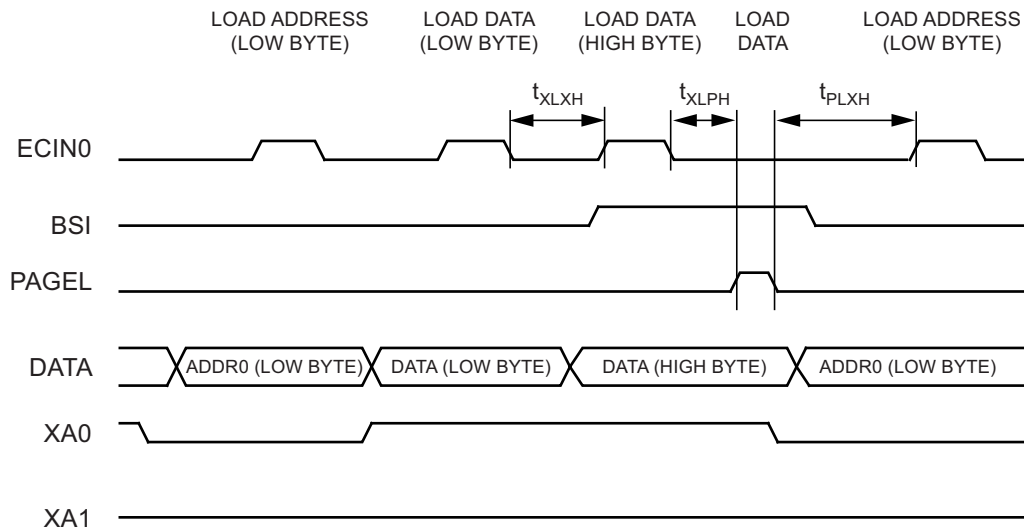 LOAD ADDRESS
(LOW BYTE)
LOAD DATA
(LOW BYTE)
LOAD DATA
(HIGH BYTE)
LOAD
DATA
LOAD ADDRESS
(LOW BYTE)
tXLXH
tXLPH
tPLXH
ECIN0
BSI
PAGEL
DATA
ADDR0 (LOW BYTE)
DATA (LOW BYTE)
DATA (HIGH BYTE)
ADDR0 (LOW BYTE)
XA0
XA1